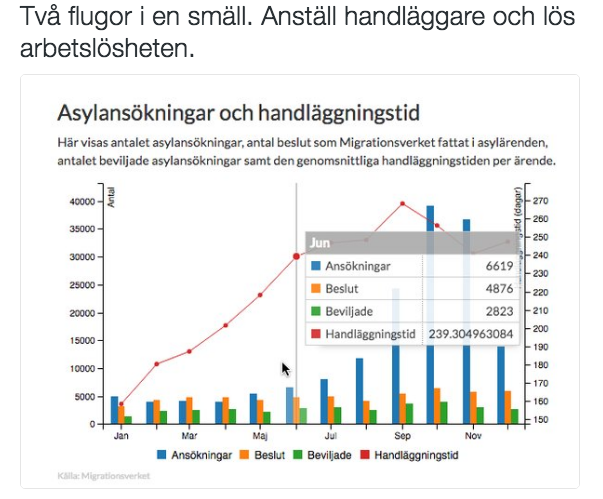 Två flugor i en smäll. Anställ handläggare och lös
arbetslösheten.
Asylansökningar och handläggningstid
Här visas antalet asylansökningar, antal beslut som Migrationsverket fattat i asylärenden,
antalet beviljade asylansökningar samt den genomsnittliga handläggningstiden per ärende.
Antal
40000
35000
30000
25000
20000
15000
10000
5000
0
Jan
Mar
Maj
Jul
Sep
Nov
270
260
250
240
230
220
210
200
190
180
170
160
150
(dagar)
Jun
Ansökningar 6619
Beslut 4876
Beviljade 2823
Handläggningstid 239.304963084
Ansökningar Beslut Beviljade Handläggningstid
Källa: Migrationsverket